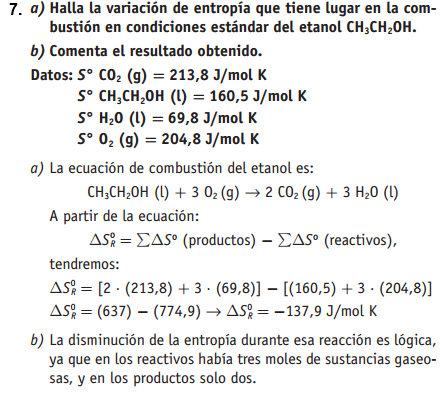 7. a) Halla la variación de entropía que tiene lugar en la com-
bustión en condiciones estándar del etanol CH₃CH₂OH.
b) Comenta el resultado obtenido.
Datos: S° CO₂ (g) = 213,8 J/mol K
S° CH₃CH₂OH (l) = 160,5 J/mol K
S° H₂O (l) = 69,8 J/mol K
S° O₂ (g) = 204,8 J/mol K
a) La ecuación de combustión del etanol es:
CH₃CH₂OH (l) + 3 O₂ (g) → 2 CO₂ (g) + 3 H₂O (l)
A partir de la ecuación:
ΔS°R = ∑ΔS° (productos) − ∑ΔS° (reactivos),
tendremos:
ΔS°R = [2 · (213,8) + 3 · (69,8)] − [(160,5) + 3 · (204,8)]
ΔS°R = (637) − (774,9) → ΔS°R = −137,9 J/mol K
b) La disminución de la entropía durante esa reacción es lógica,
ya que en los reactivos había tres moles de sustancias gaseo-
sas, y en los productos solo dos.